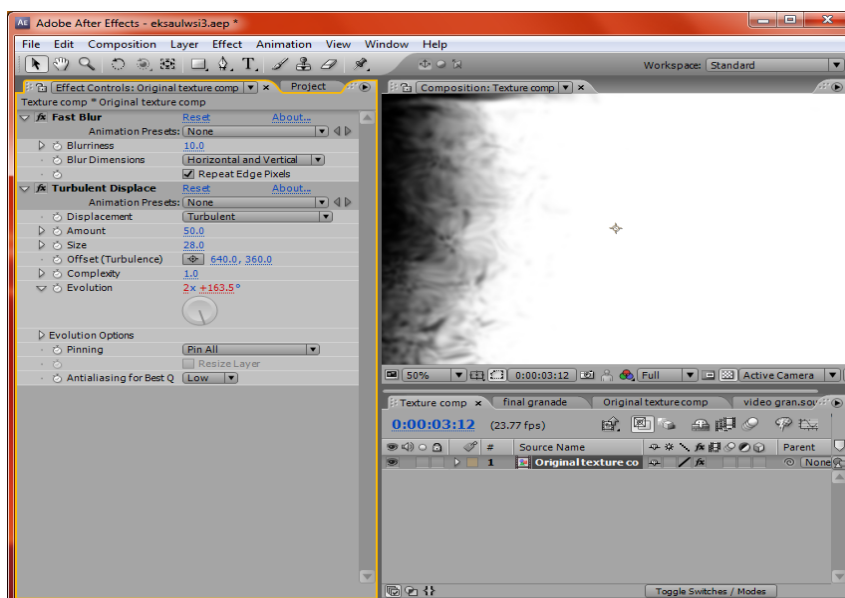 Adobe After Effects - eksaulwsi3.aep *
File Edit Composition Layer Effect Animation View Window Help
Workspace: Standard
Effect Controls: Original texture comp Project
Texture comp * Original texture comp
fx Fast Blur Reset About...
Animation Presets: None
Blurriness 10.0
Blur Dimensions Horizontal and Vertical
Repeat Edge Pixels
fx Turbulent Displace Reset About...
Animation Presets: None
Displacement Turbulent
Amount 50.0
Size 28.0
Offset (Turbulence) 640.0, 360.0
Complexity 1.0
Evolution 2x +163.5°
Evolution Options
Pinning Pin All
Resize Layer
Antialiasing for Best Q Low
Composition: Texture comp
50% 0:00:03:12 Full Active Camera
Texture comp final granade Original texture comp video gran.sou
0:00:03:12 (23.77 fps)
# Source Name fx Parent
1 Original texture co fx None
Toggle Switches / Modes